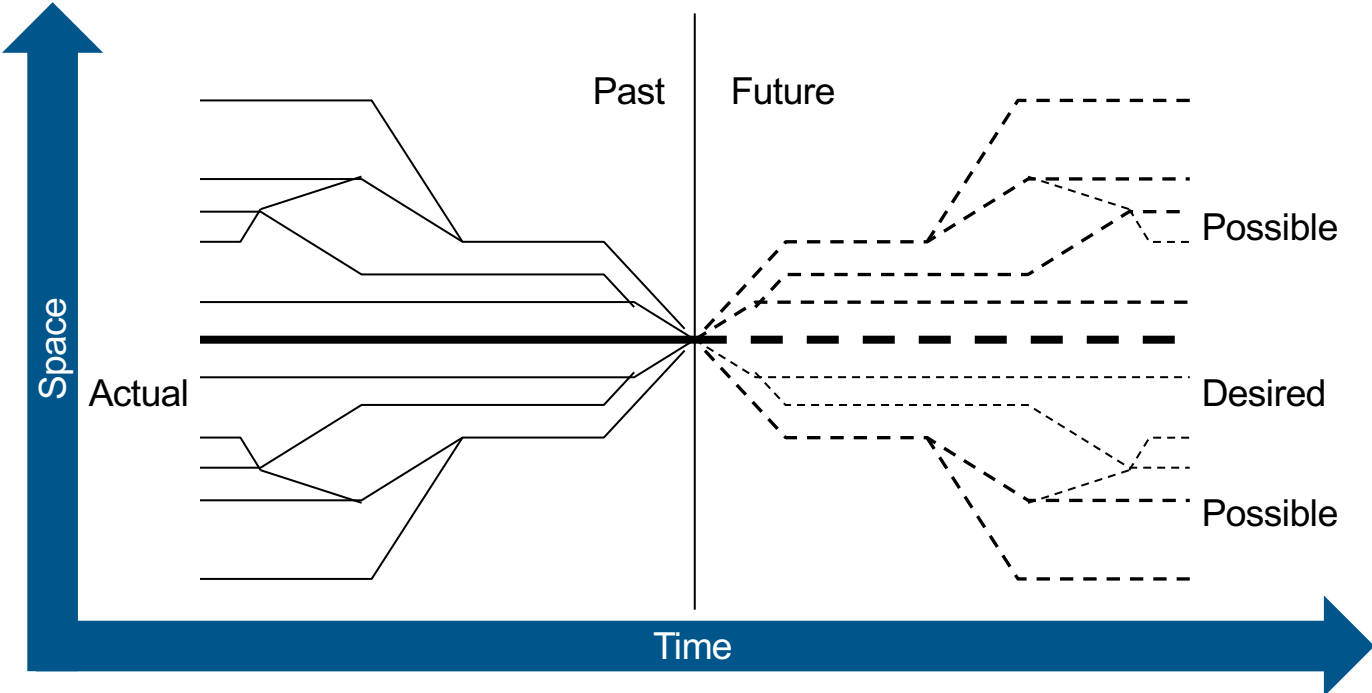 Past
Future
Possible
Space
Actual
Desired
Possible
Time